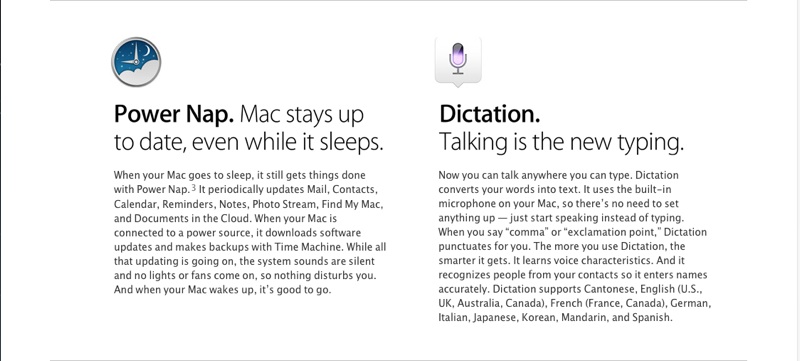 Power Nap. Mac stays up
to date, even while it sleeps.
When your Mac goes to sleep, it still gets things done
with Power Nap.3 It periodically updates Mail, Contacts,
Calendar, Reminders, Notes, Photo Stream, Find My Mac,
and Documents in the Cloud. When your Mac is
connected to a power source, it downloads software
updates and makes backups with Time Machine. While all
that updating is going on, the system sounds are silent
and no lights or fans come on, so nothing disturbs you.
And when your Mac wakes up, it’s good to go.
Dictation.
Talking is the new typing.
Now you can talk anywhere you can type. Dictation
converts your words into text. It uses the built-in
microphone on your Mac, so there’s no need to set
anything up — just start speaking instead of typing.
When you say “comma” or “exclamation point,” Dictation
punctuates for you. The more you use Dictation, the
smarter it gets. It learns voice characteristics. And it
recognizes people from your contacts so it enters names
accurately. Dictation supports Cantonese, English (U.S.,
UK, Australia, Canada), French (France, Canada), German,
Italian, Japanese, Korean, Mandarin, and Spanish.